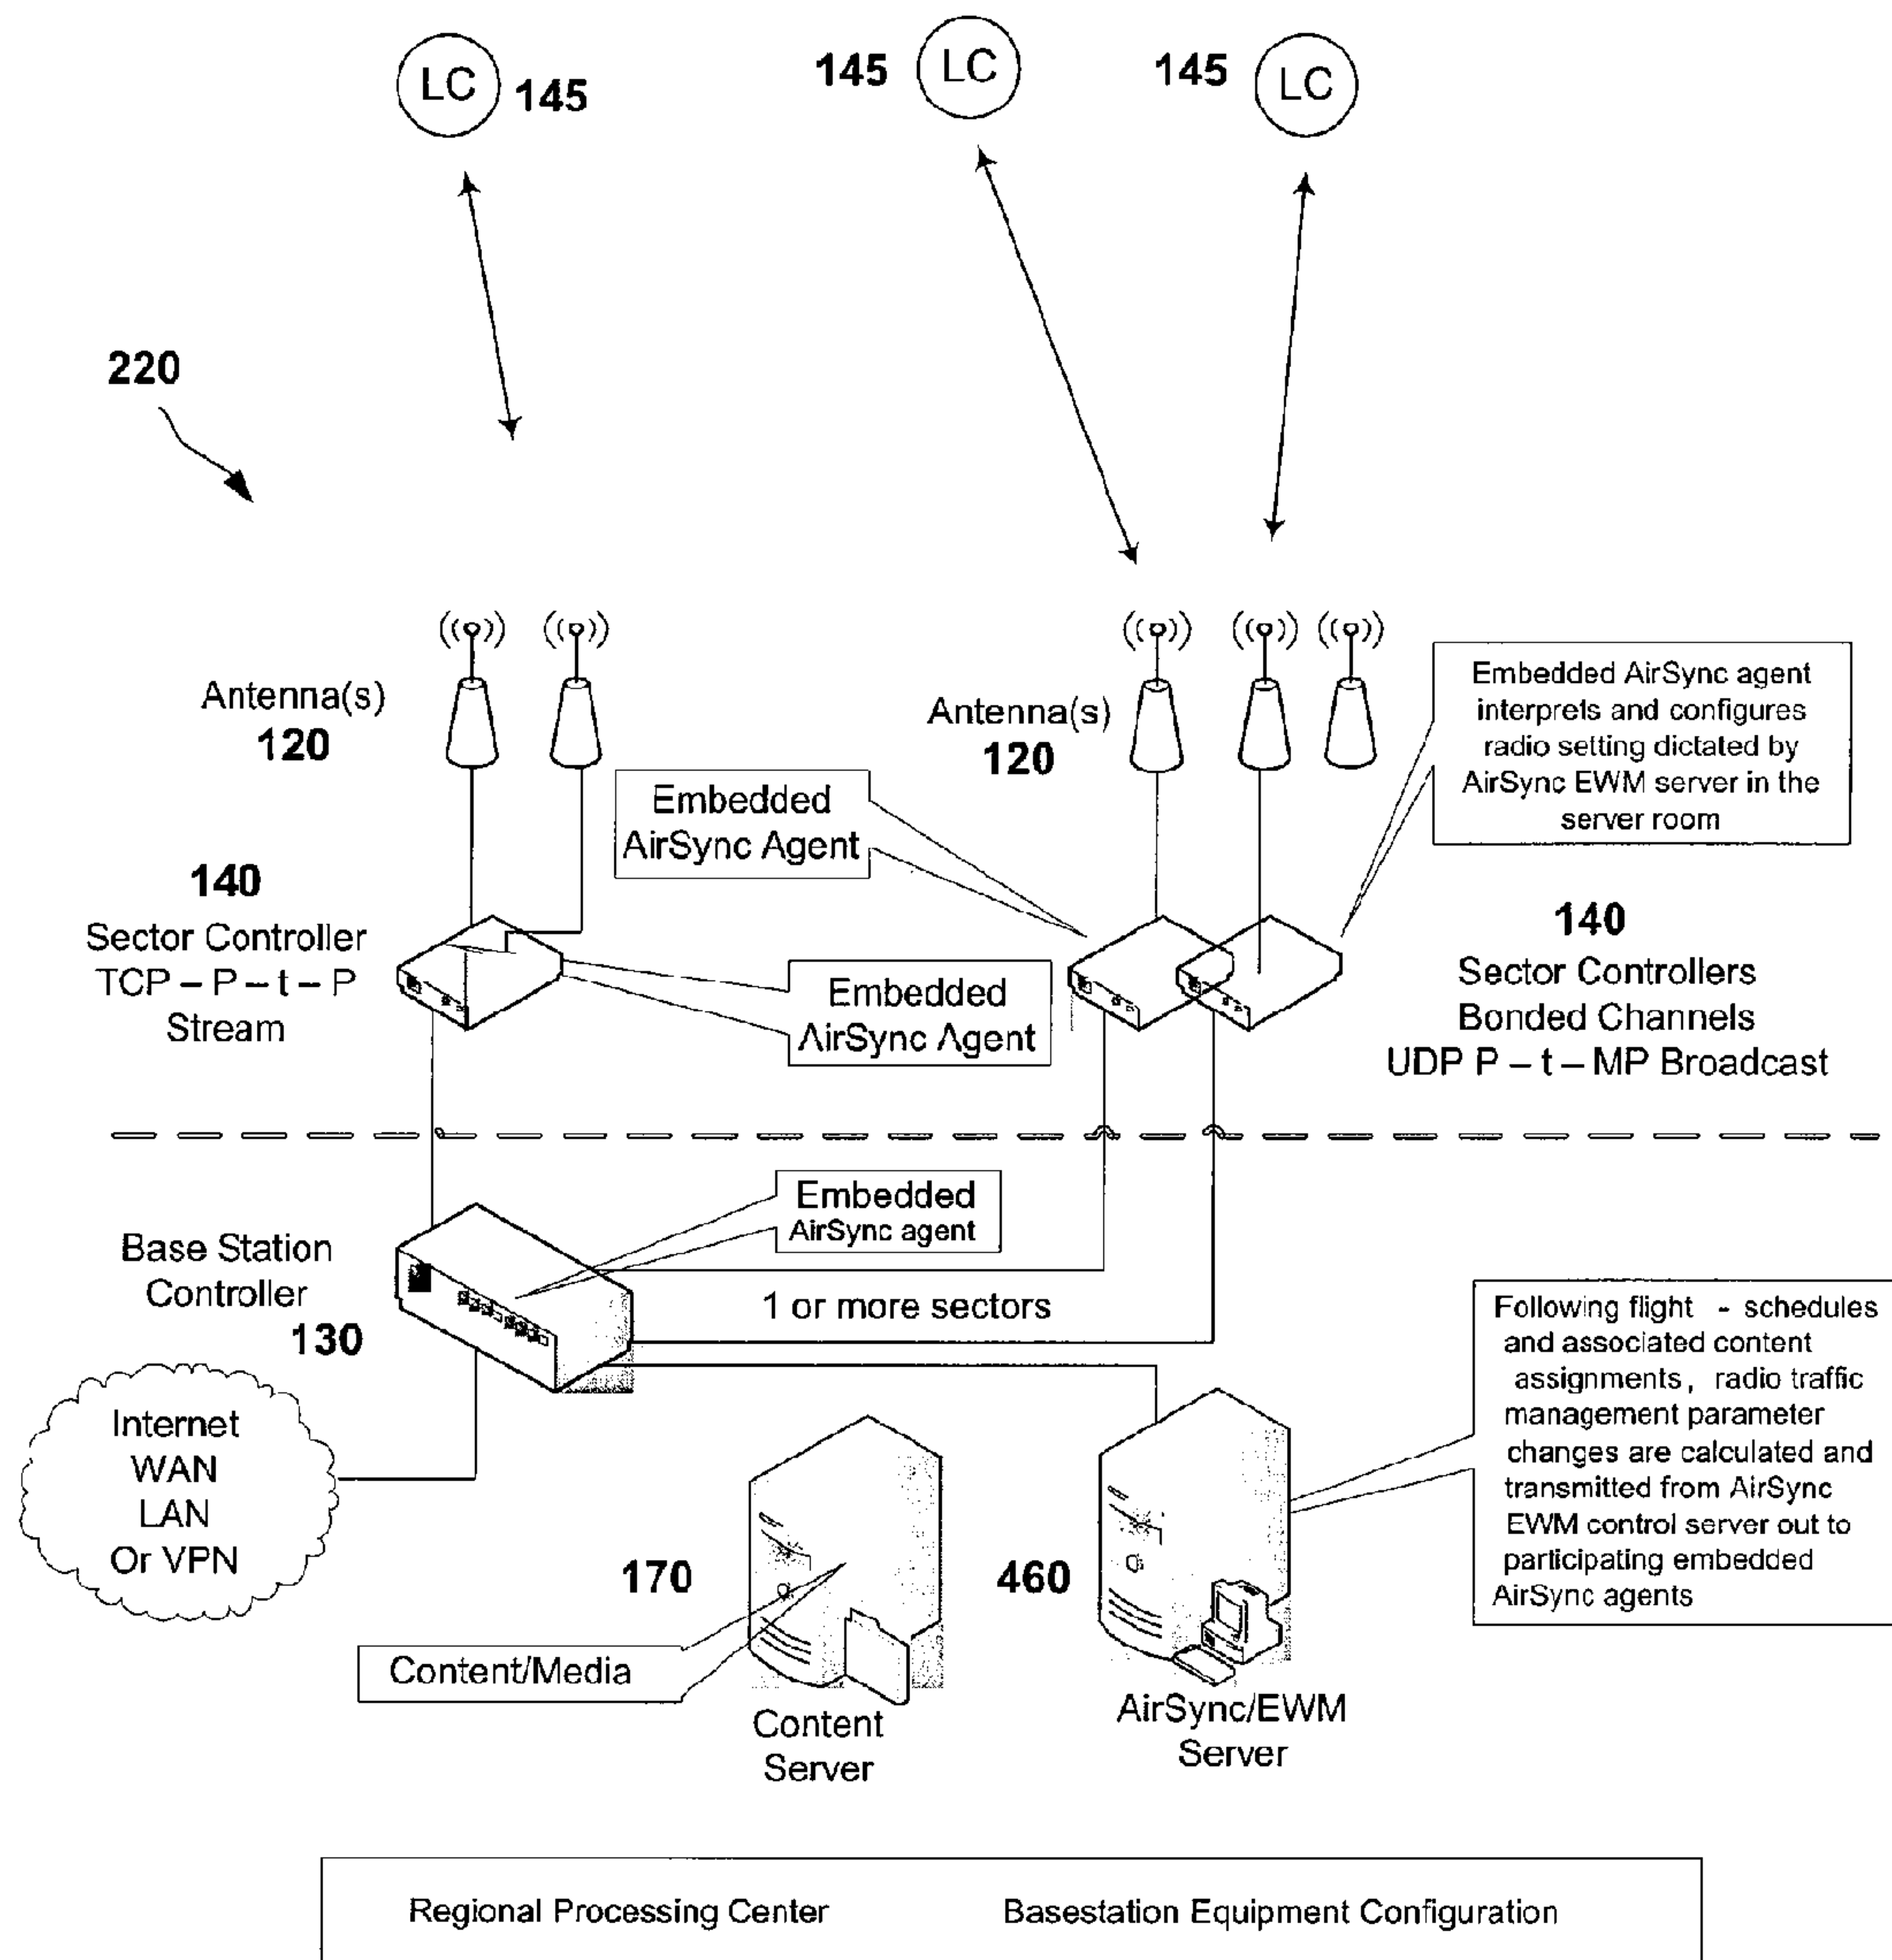 LC 145
145 LC
145 LC
220
Antenna(s)
120
Antenna(s)
120
Embedded AirSync agent
interprets and configures
radio setting dictated by
AirSync EWM server in the
server room
Embedded
AirSync Agent
140
Sector Controller
TCP – P – t – P
Stream
Embedded
AirSync Agent
140
Sector Controllers
Bonded Channels
UDP P – t – MP Broadcast
Embedded
AirSync agent
Base Station
Controller
130
1 or more sectors
Internet
WAN
LAN
Or VPN
Following flight - schedules
and associated content
assignments, radio traffic
management parameter
changes are calculated and
transmitted from AirSync
EWM control server out to
participating embedded
AirSync agents
170
460
Content/Media
Content
Server
AirSync/EWM
Server
Regional Processing Center Basestation Equipment Configuration